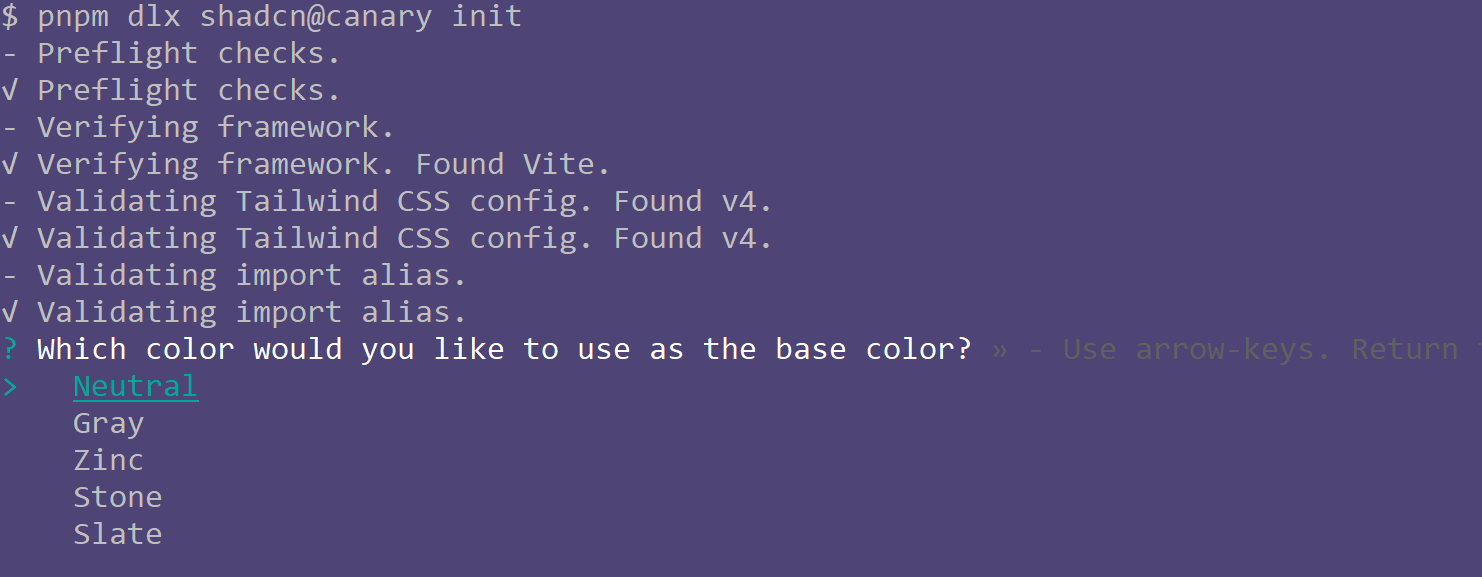 $ pnpm dlx shadcn@canary init
- Preflight checks.
√ Preflight checks.
- Verifying framework.
√ Verifying framework. Found Vite.
- Validating Tailwind CSS config. Found v4.
√ Validating Tailwind CSS config. Found v4.
- Validating import alias.
√ Validating import alias.
? Which color would you like to use as the base color? » - Use arrow-keys. Return
> Neutral
Gray
Zinc
Stone
Slate